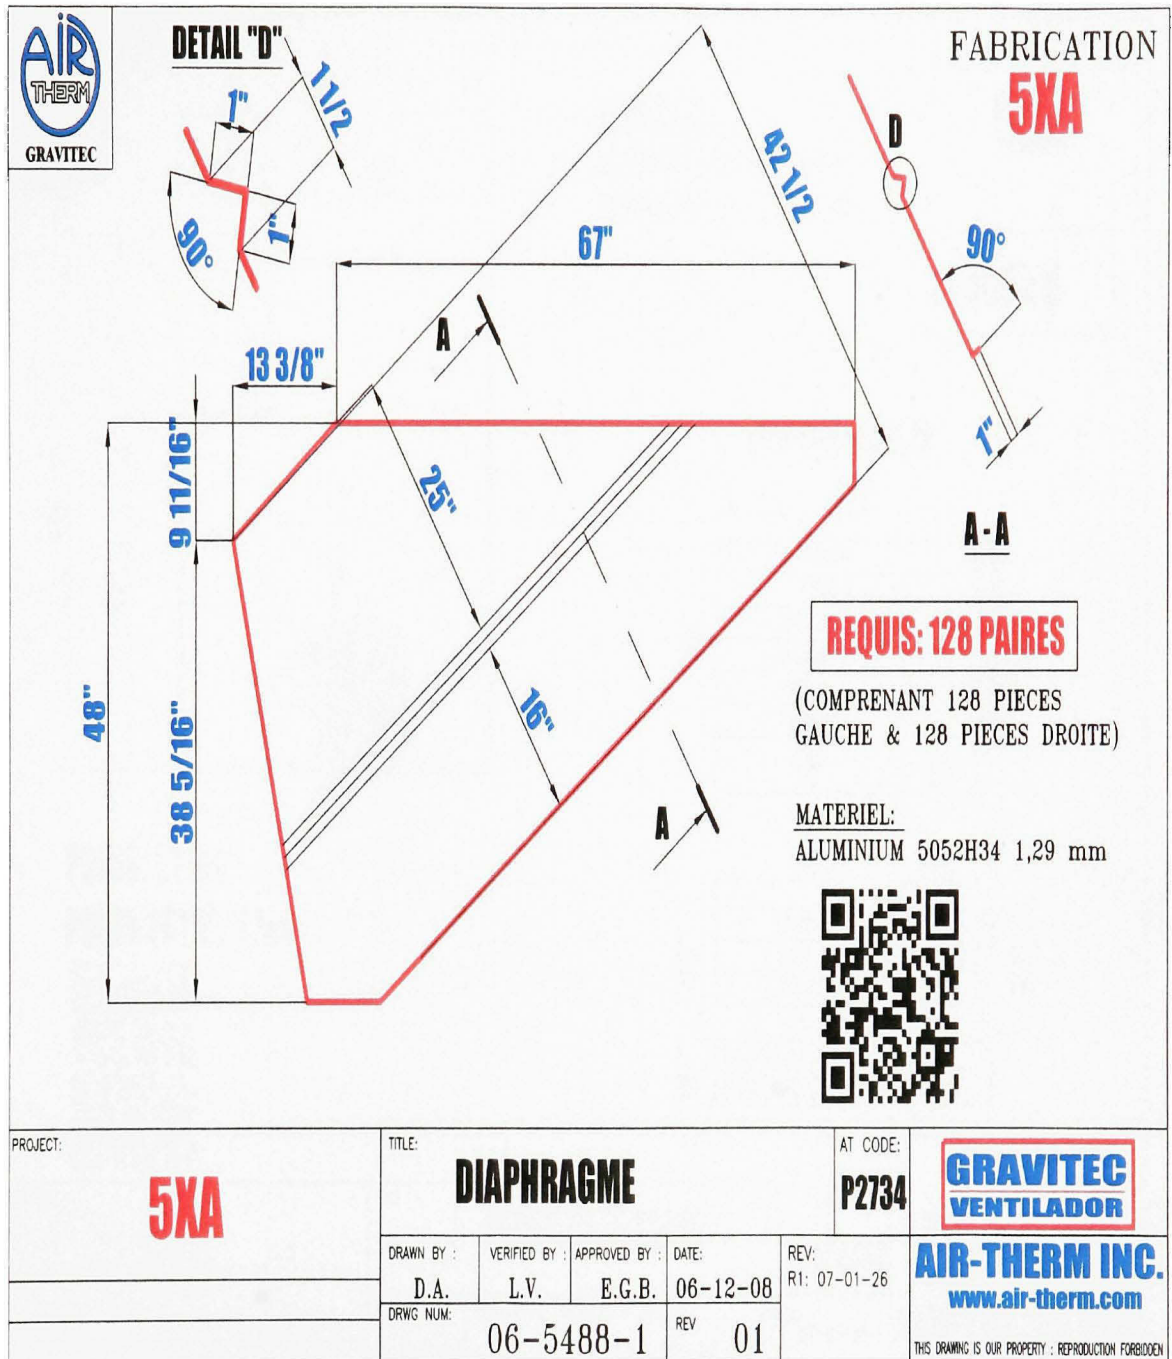 AIR
THERM
GRAVITEC
DETAIL "D"
1"
1 1/2
1"
90°
FABRICATION
5XA
D
90°
1"
A-A
42 1/2
67"
A
13 3/8"
9 11/16"
25"
48"
38 5/16"
16"
A
REQUIS: 128 PAIRES
(COMPRENANT 128 PIECES
GAUCHE & 128 PIECES DROITE)
MATERIEL:
ALUMINIUM 5052H34 1,29 mm
PROJECT:
5XA
TITLE:
DIAPHRAGME
AT CODE:
P2734
GRAVITEC
VENTILADOR
DRAWN BY :
D.A.
VERIFIED BY :
L.V.
APPROVED BY :
E.G.B.
DATE:
06-12-08
REV:
R1: 07-01-26
DRWG NUM:
06-5488-1
REV
01
AIR-THERM INC.
www.air-therm.com
THIS DRAWING IS OUR PROPERTY : REPRODUCTION FORBIDDEN